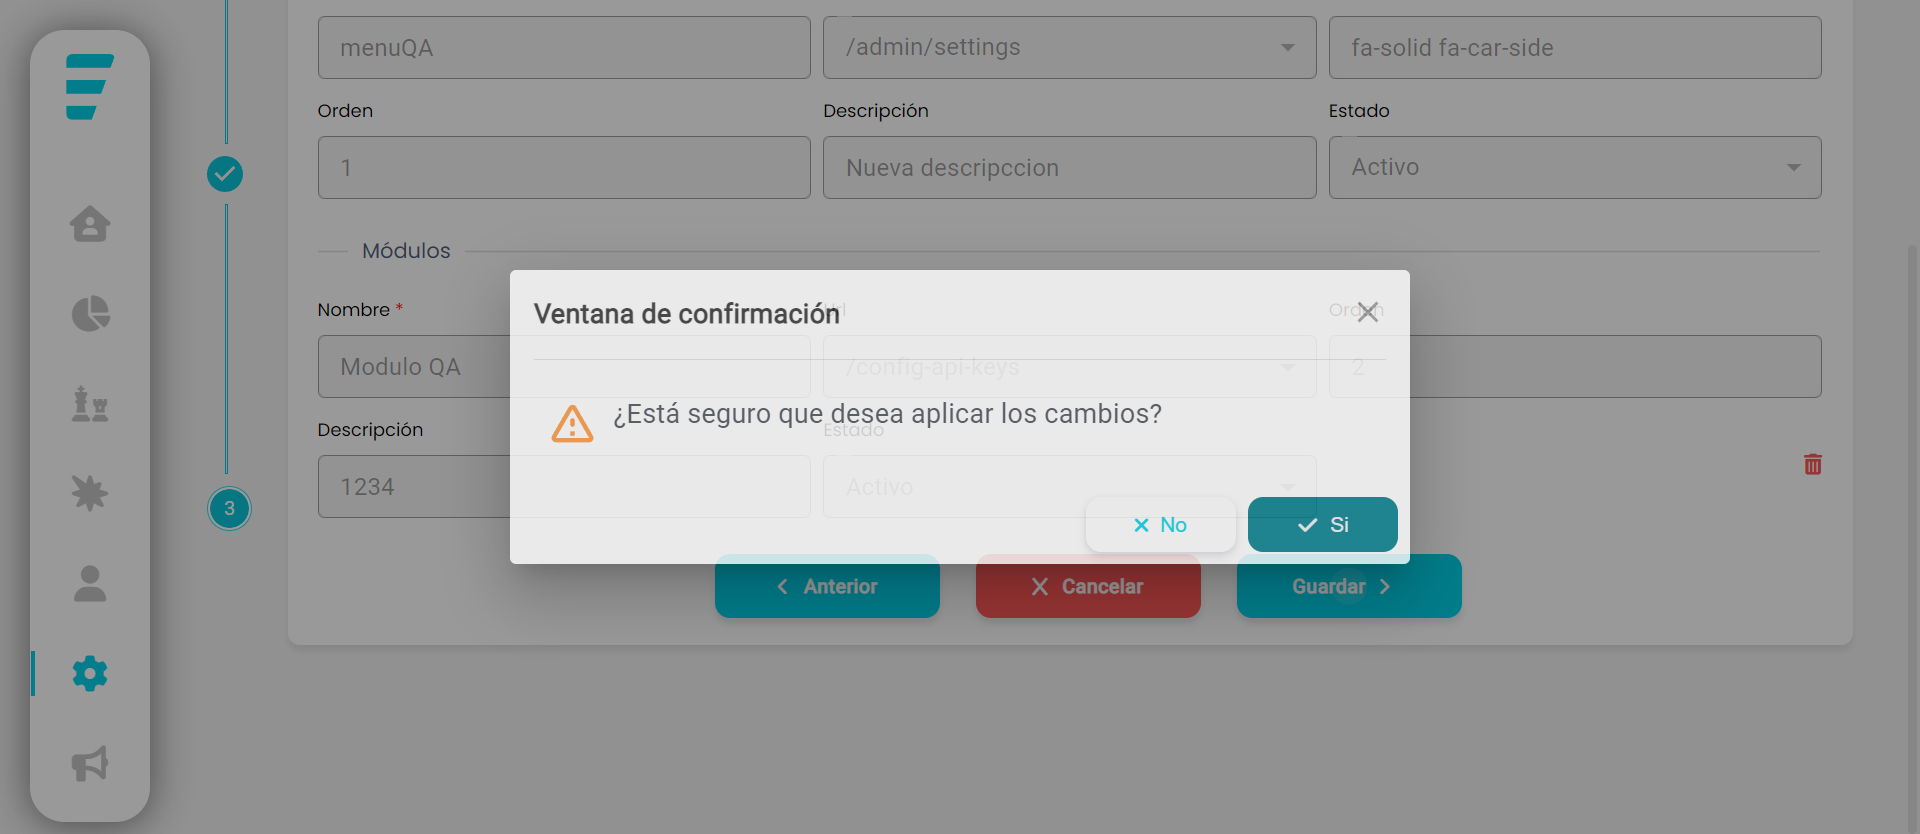 menuQA /admin/settings fa-solid fa-car-side
Orden Descripción Estado
1 Nueva descripccion Activo
Módulos
Nombre * Url Orden
Modulo QA /config-api-keys 2
Descripción Estado
1234 Activo
Ventana de confirmación
¿Está seguro que desea aplicar los cambios?
No Si
3
Anterior Cancelar Guardar